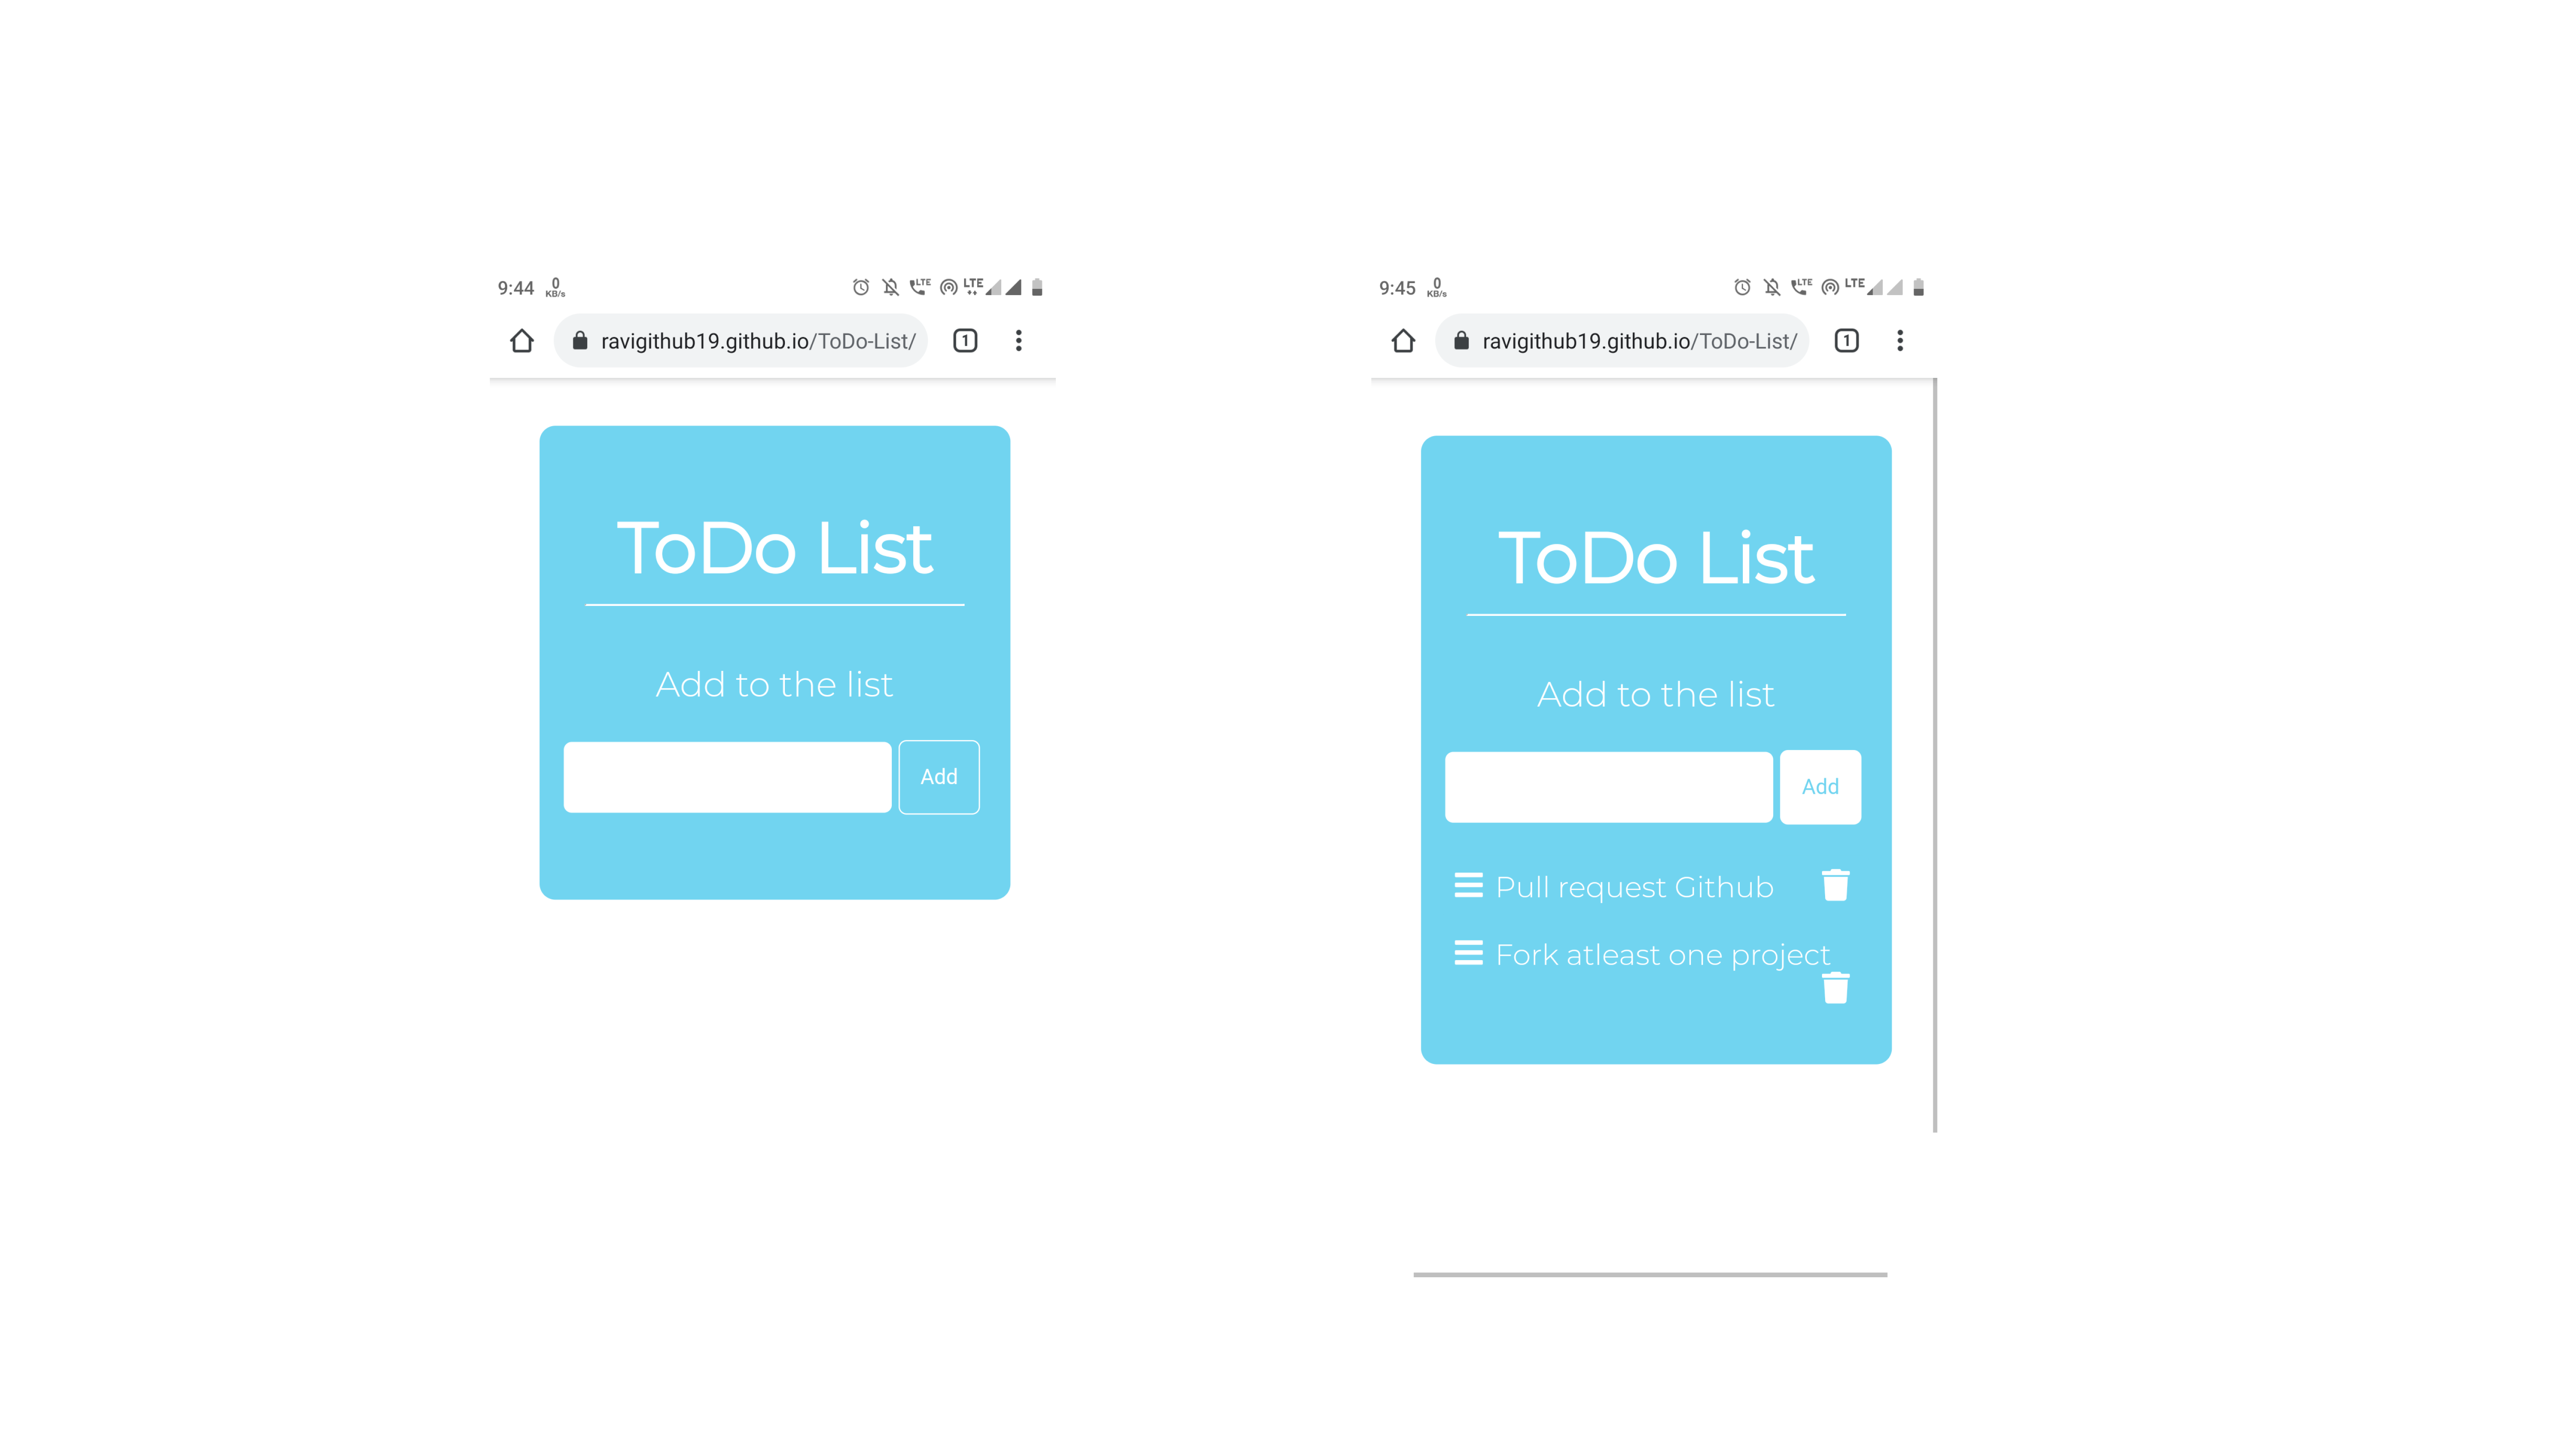 9:44 0 KB/s LTE LTE
ravigithub19.github.io/ToDo-List/ 1
ToDo List
Add to the list
Add
9:45 0 KB/s LTE LTE
ravigithub19.github.io/ToDo-List/ 1
ToDo List
Add to the list
Add
Pull request Github
Fork atleast one project